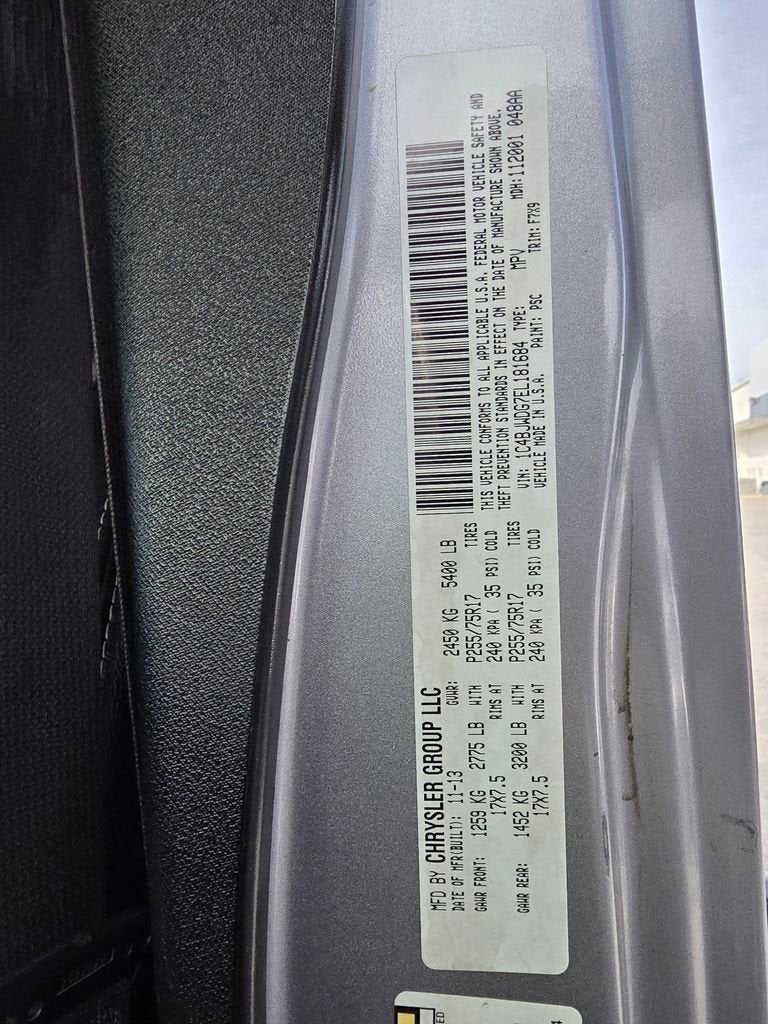 MFD BY CHRYSLER GROUP LLC
DATE OF MFR(BUILT): 11-13 GVWR: 2450 KG 5400 LB
GAWR FRONT: 1259 KG 2775 LB WITH P255/75R17 TIRES
17X7.5 RIMS AT 240 KPA ( 35 PSI) COLD
GAWR REAR: 1452 KG 3200 LB WITH P255/75R17 TIRES
17X7.5 RIMS AT 240 KPA ( 35 PSI) COLD
THIS VEHICLE CONFORMS TO ALL APPLICABLE U.S.A. FEDERAL MOTOR VEHICLE SAFETY AND
THEFT PREVENTION STANDARDS IN EFFECT ON THE DATE OF MANUFACTURE SHOWN ABOVE.
VIN: 1C4BJWDG7EL181684 TYPE: MPV MDH:112001 048AA
VEHICLE MADE IN U.S.A. PAINT: PSC TRIM: F7X9
ED
4